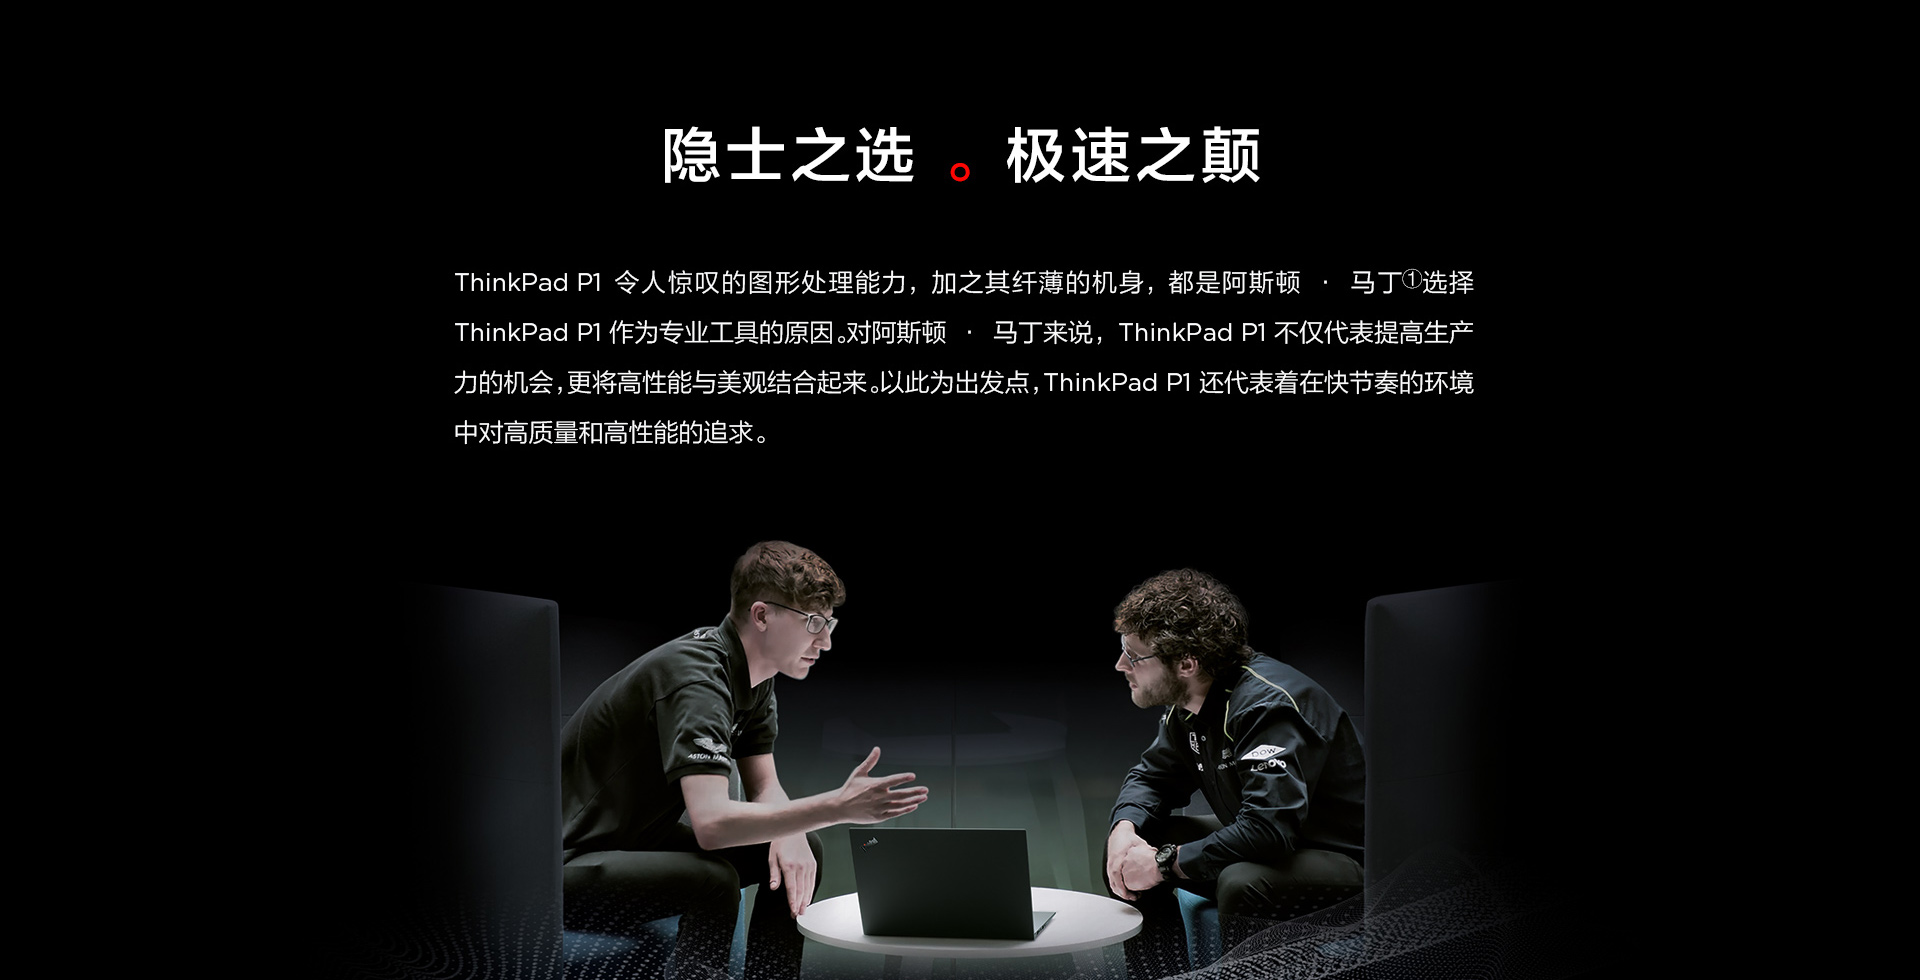 隐士之选 。极速之颠
ThinkPad P1 令人惊叹的图形处理能力，加之其纤薄的机身，都是阿斯顿 · 马丁①选择
ThinkPad P1 作为专业工具的原因。对阿斯顿 · 马丁来说，ThinkPad P1 不仅代表提高生产
力的机会，更将高性能与美观结合起来。以此为出发点，ThinkPad P1 还代表着在快节奏的环境
中对高质量和高性能的追求。
ASTON
DOW
Lenovo